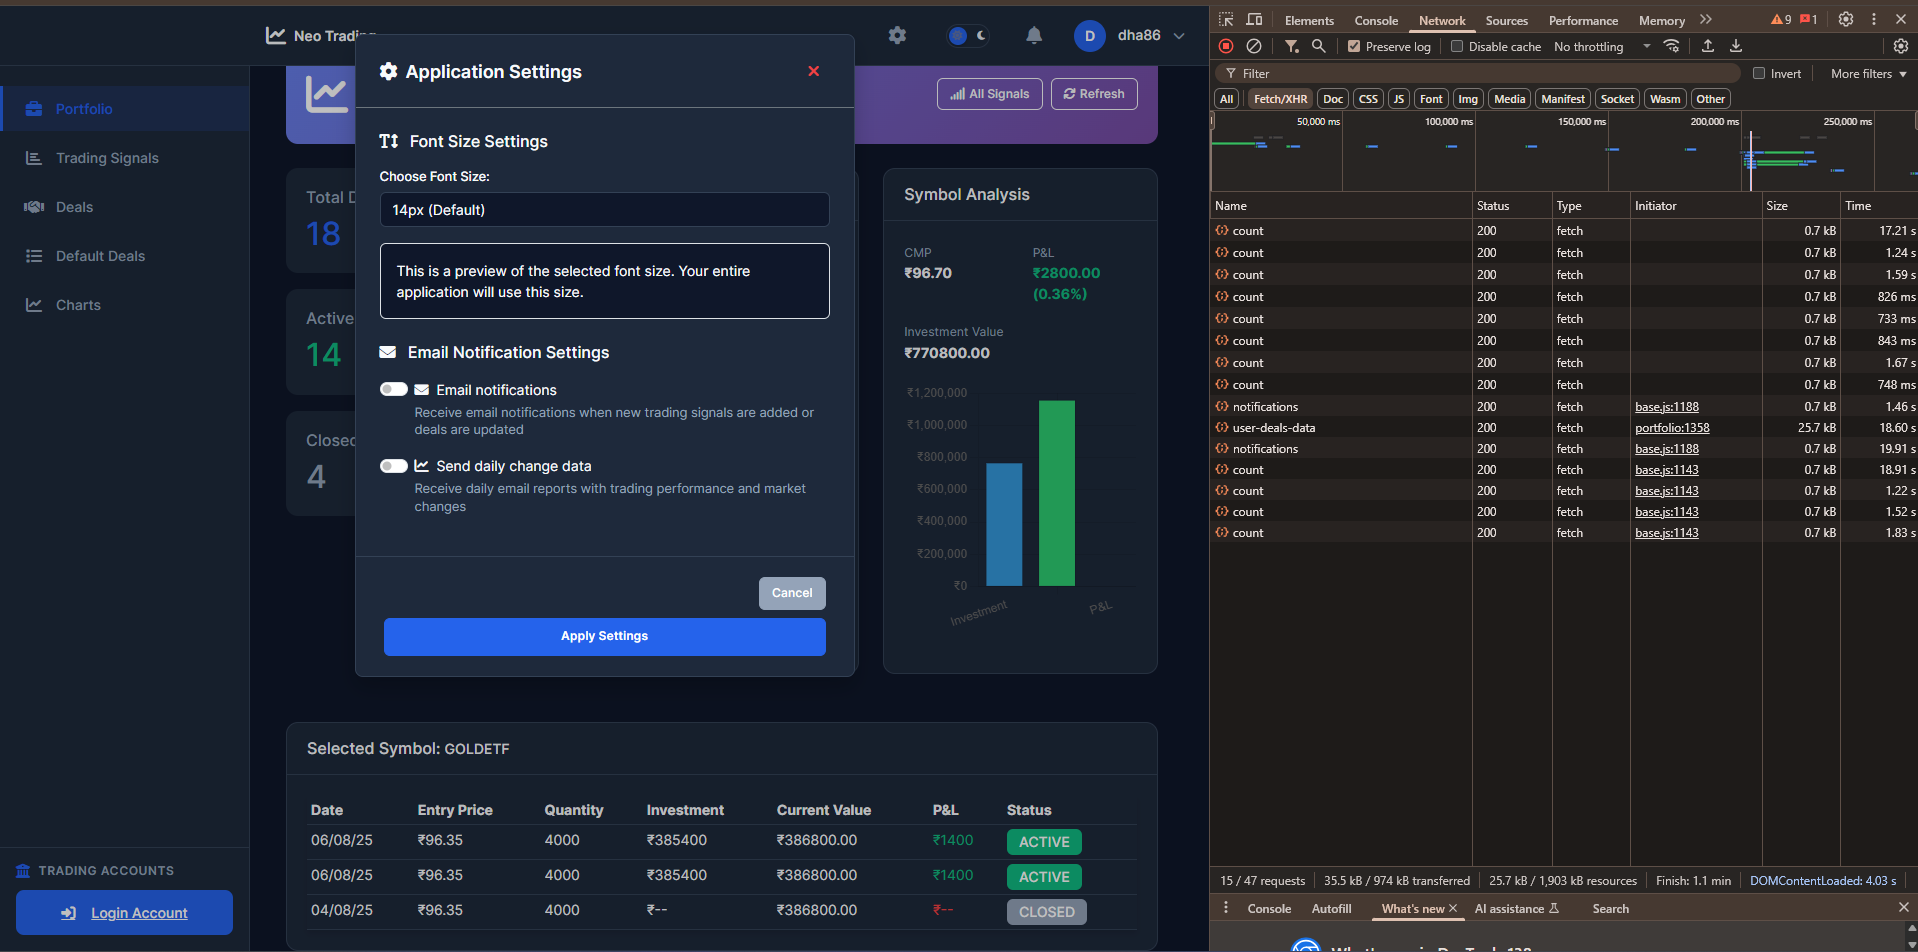 Neo Trading
D
dha86
Portfolio
Trading Signals
Deals
Default Deals
Charts
TRADING ACCOUNTS
Login Account
All Signals
Refresh
Total D
18
Active
14
Closed
4
Application Settings
Font Size Settings
Choose Font Size:
14px (Default)
This is a preview of the selected font size. Your entire
application will use this size.
Email Notification Settings
Email notifications
Receive email notifications when new trading signals are added or
deals are updated
Send daily change data
Receive daily email reports with trading performance and market
changes
Cancel
Apply Settings
Symbol Analysis
CMP P&L
₹96.70 ₹2800.00
(0.36%)
Investment Value
₹770800.00
₹1,200,000
₹1,000,000
₹800,000
₹600,000
₹400,000
₹200,000
₹0
Investment P&L
Selected Symbol: GOLDETF
Date Entry Price Quantity Investment Current Value P&L Status
06/08/25 ₹96.35 4000 ₹385400 ₹386800.00 ₹1400 ACTIVE
06/08/25 ₹96.35 4000 ₹385400 ₹386800.00 ₹1400 ACTIVE
04/08/25 ₹96.35 4000 ₹-- ₹386800.00 ₹-- CLOSED
Elements Console Network Sources Performance Memory 9 1
Preserve log Disable cache No throttling
Filter Invert More filters
All Fetch/XHR Doc CSS JS Font Img Media Manifest Socket Wasm Other
50,000 ms 100,000 ms 150,000 ms 200,000 ms 250,000 ms
Name Status Type Initiator Size Time
count 200 fetch 0.7 kB 17.21 s
count 200 fetch 0.7 kB 1.24 s
count 200 fetch 0.7 kB 1.59 s
count 200 fetch 0.7 kB 826 ms
count 200 fetch 0.7 kB 733 ms
count 200 fetch 0.7 kB 843 ms
count 200 fetch 0.7 kB 1.67 s
count 200 fetch 0.7 kB 748 ms
notifications 200 fetch base.js:1188 0.7 kB 1.46 s
user-deals-data 200 fetch portfolio:1358 25.7 kB 18.60 s
notifications 200 fetch base.js:1188 0.7 kB 19.91 s
count 200 fetch base.js:1143 0.7 kB 18.91 s
count 200 fetch base.js:1143 0.7 kB 1.22 s
count 200 fetch base.js:1143 0.7 kB 1.52 s
count 200 fetch base.js:1143 0.7 kB 1.83 s
15 / 47 requests 35.5 kB / 974 kB transferred 25.7 kB / 1,903 kB resources Finish: 1.1 min DOMContentLoaded: 4.03 s
Console Autofill What's new AI assistance Search